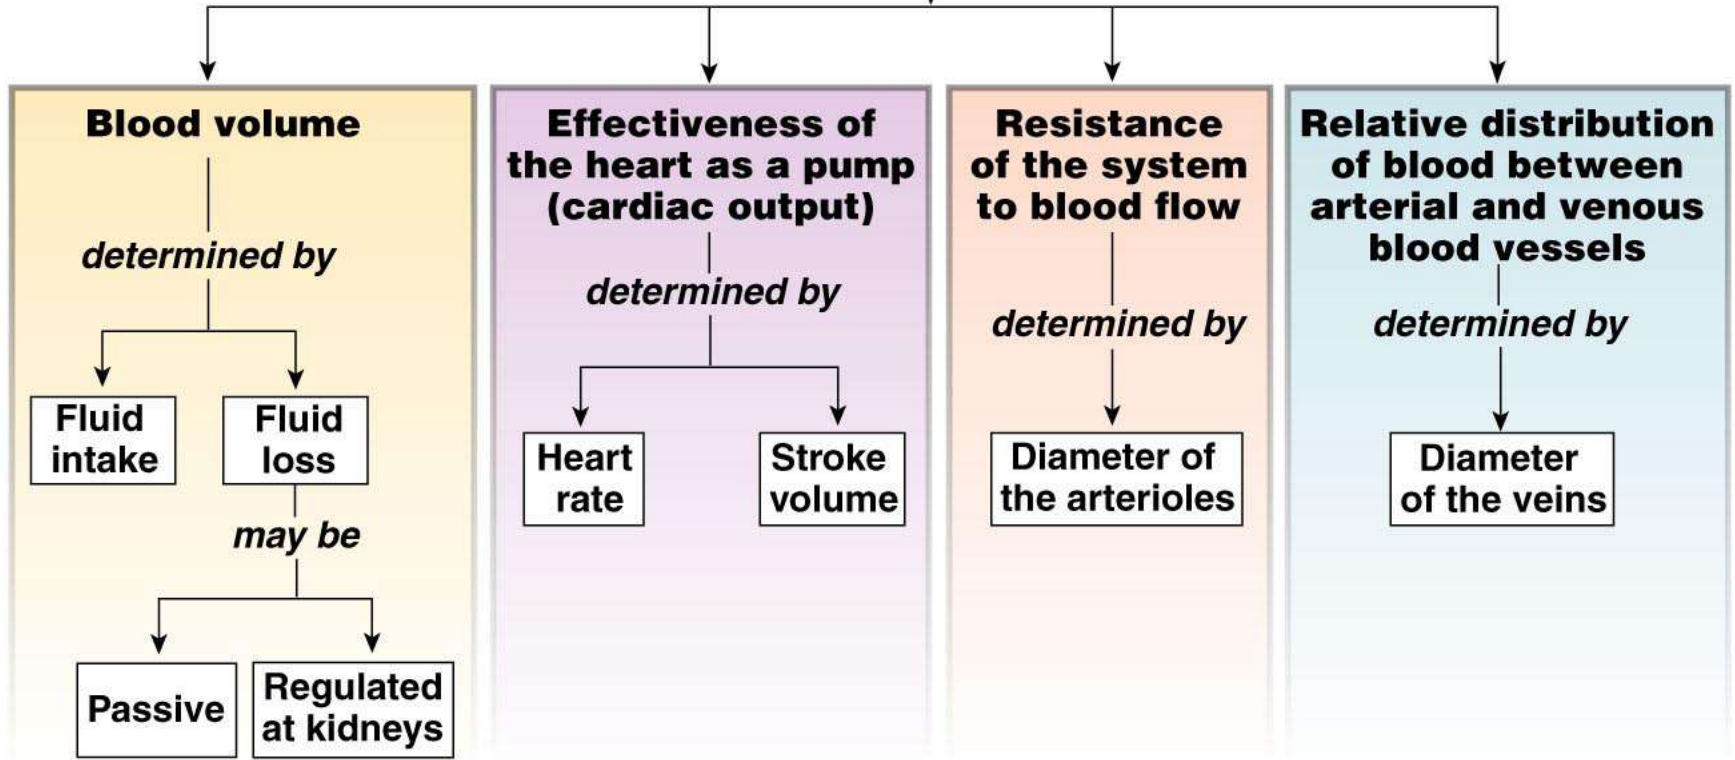 Blood volume
determined by
Fluid
intake
Fluid
loss
may be
Passive
Regulated
at kidneys
Effectiveness of
the heart as a pump
(cardiac output)
determined by
Heart
rate
Stroke
volume
Resistance
of the system
to blood flow
determined by
Diameter of
the arterioles
Relative distribution
of blood between
arterial and venous
blood vessels
determined by
Diameter
of the veins